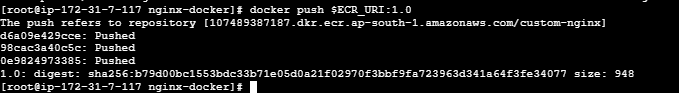 [root@ip-172-31-7-117 nginx-docker]# docker push $ECR_URI:1.0
The push refers to repository [107489387187.dkr.ecr.ap-south-1.amazonaws.com/custom-nginx]
d6a09e429cce: Pushed
98cac3a40c5c: Pushed
0e9824973385: Pushed
1.0: digest: sha256:b79d00bc1553bdc33b71e05d0a21f02970f3bbf9fa723963d341a64f3fe34077 size: 948
[root@ip-172-31-7-117 nginx-docker]#